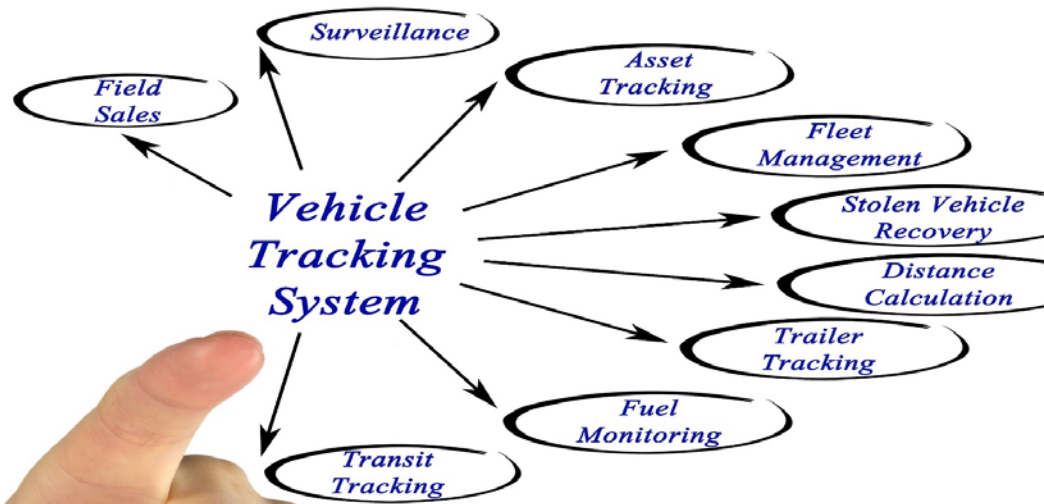 Surveillance
Field
Sales
Asset
Tracking
Fleet
Management
Vehicle
Tracking
System
Stolen Vehicle
Recovery
Distance
Calculation
Trailer
Tracking
Fuel
Monitoring
Transit
Tracking